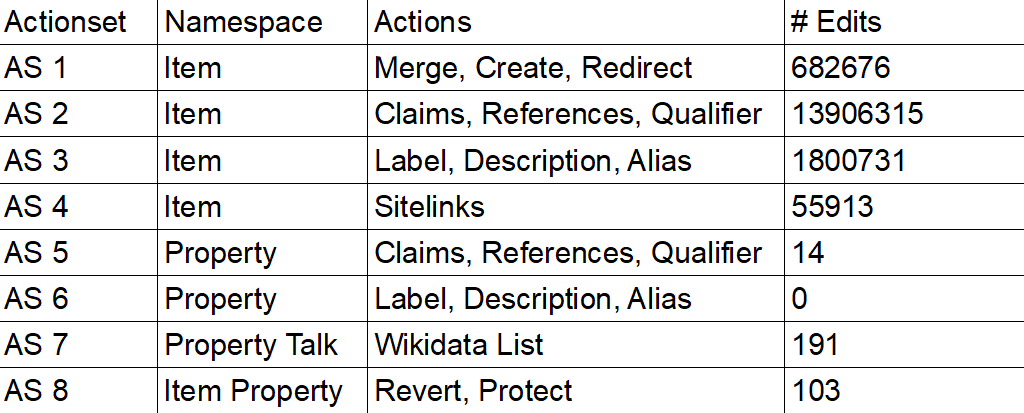 Actionset Namespace Actions # Edits
AS 1 Item Merge, Create, Redirect 682676
AS 2 Item Claims, References, Qualifier 13906315
AS 3 Item Label, Description, Alias 1800731
AS 4 Item Sitelinks 55913
AS 5 Property Claims, References, Qualifier 14
AS 6 Property Label, Description, Alias 0
AS 7 Property Talk Wikidata List 191
AS 8 Item Property Revert, Protect 103